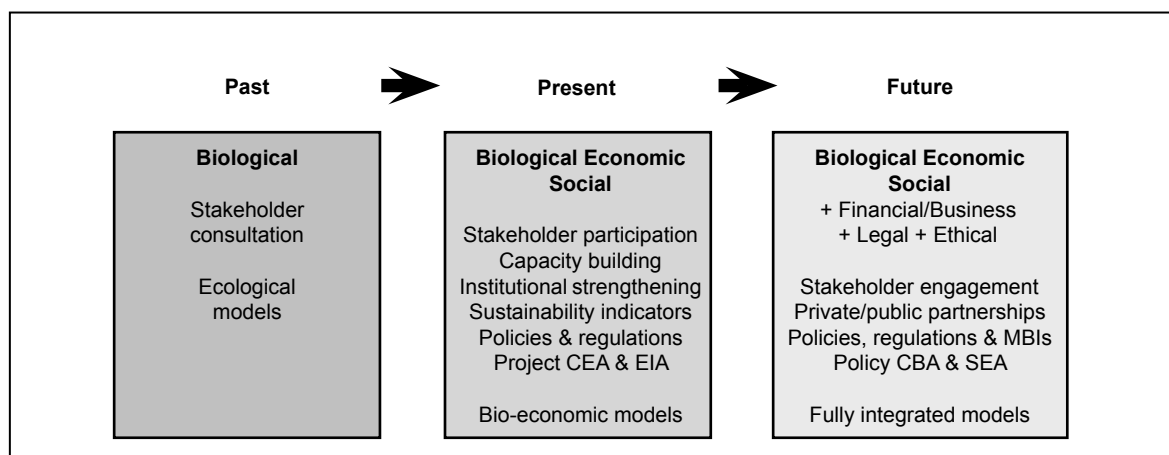 Past
Present
Future
Biological
Stakeholder
consultation
Ecological
models
Biological Economic
Social
Stakeholder participation
Capacity building
Institutional strengthening
Sustainability indicators
Policies & regulations
Project CEA & EIA
Bio-economic models
Biological Economic
Social
+ Financial/Business
+ Legal + Ethical
Stakeholder engagement
Private/public partnerships
Policies, regulations & MBIs
Policy CBA & SEA
Fully integrated models